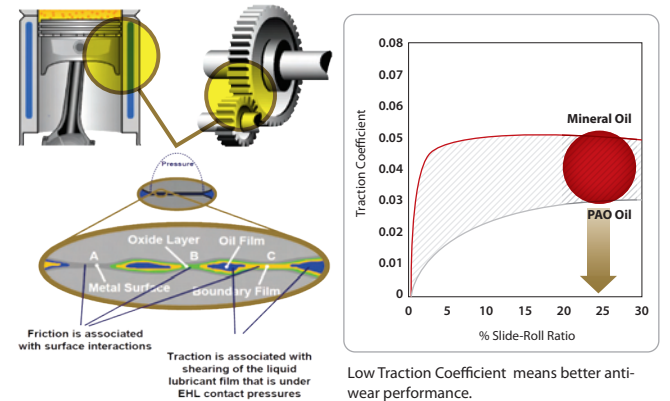 Pressure
Oxide Layer
Oil Film
A
B
C
Metal Surface
Boundary Film
Friction is associated
with surface interactions
Traction is associated with
shearing of the liquid
lubricant film that is under
EHL contact pressures
Traction Coefficient
0.08
0.07
0.06
0.05
0.04
0.03
0.02
0.01
0
Mineral Oil
PAO Oil
0 5 10 15 20 25 30
% Slide-Roll Ratio
Low Traction Coefficient means better anti-
wear performance.